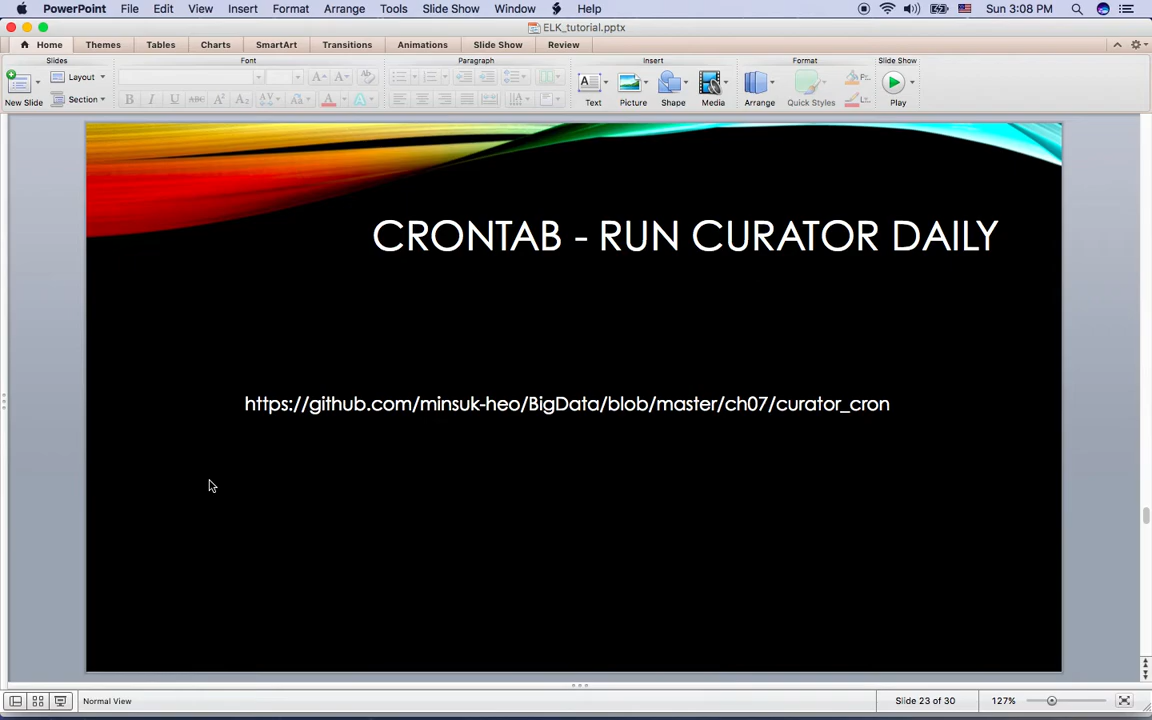 PowerPoint File Edit View Insert Format Arrange Tools Slide Show Window Help Sun 3:08 PM
ELK_tutorial.pptx
Home Themes Tables Charts SmartArt Transitions Animations Slide Show Review
Slides Font Paragraph Insert Format Slide Show
Layout
Section
New Slide Text Picture Shape Media Arrange Quick Styles Play
CRONTAB - RUN CURATOR DAILY
https://github.com/minsuk-heo/BigData/blob/master/ch07/curator_cron
Normal View Slide 23 of 30 127%